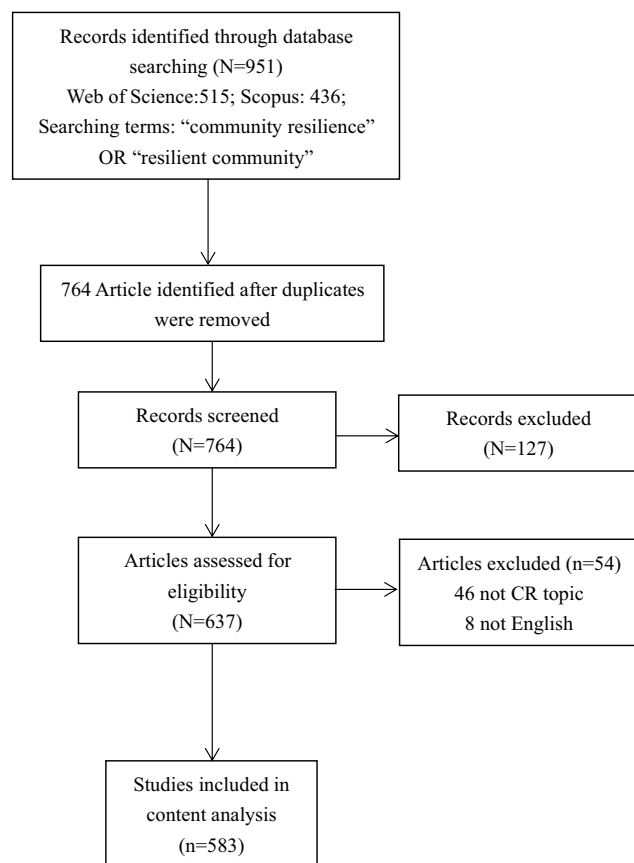 Records identified through database
searching (N=951)
Web of Science:515; Scopus: 436;
Searching terms: “community resilience”
OR “resilient community”
764 Article identified after duplicates
were removed
Records screened
(N=764)
Records excluded
(N=127)
Articles assessed for
eligibility
(N=637)
Articles excluded (n=54)
46 not CR topic
8 not English
Studies included in
content analysis
(n=583)